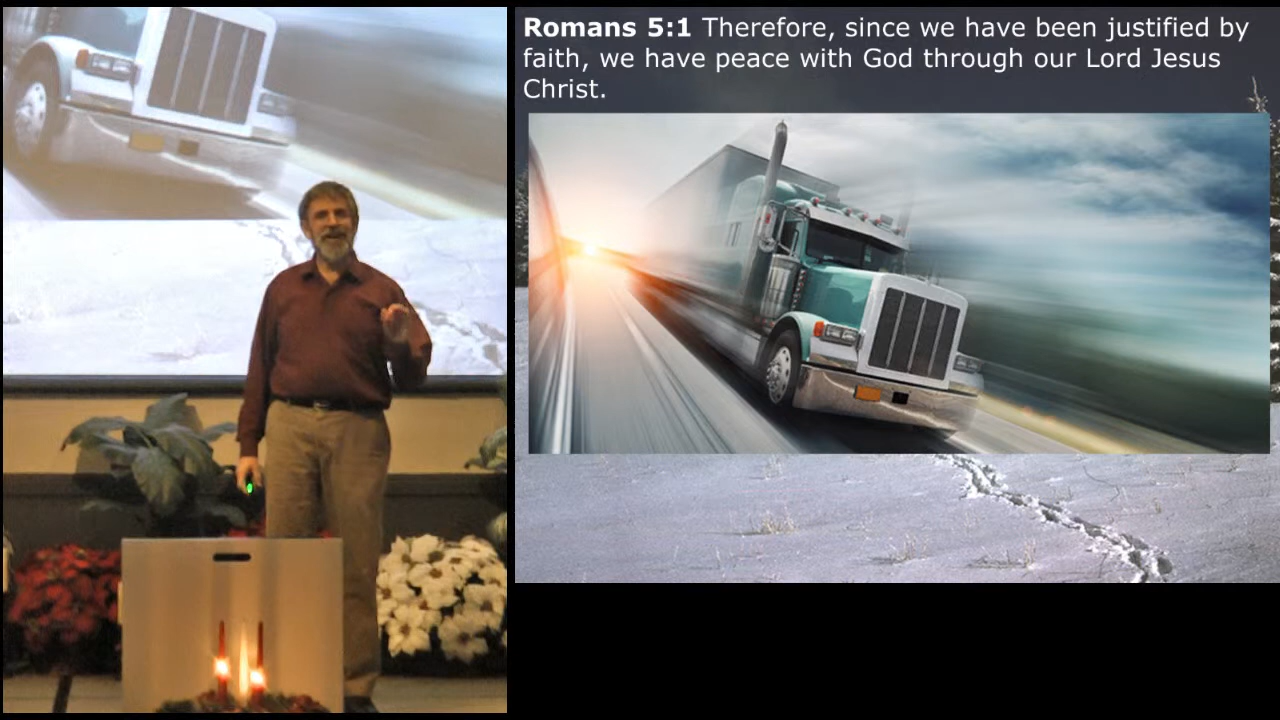 Romans 5:1 Therefore, since we have been justified by
faith, we have peace with God through our Lord Jesus
Christ.